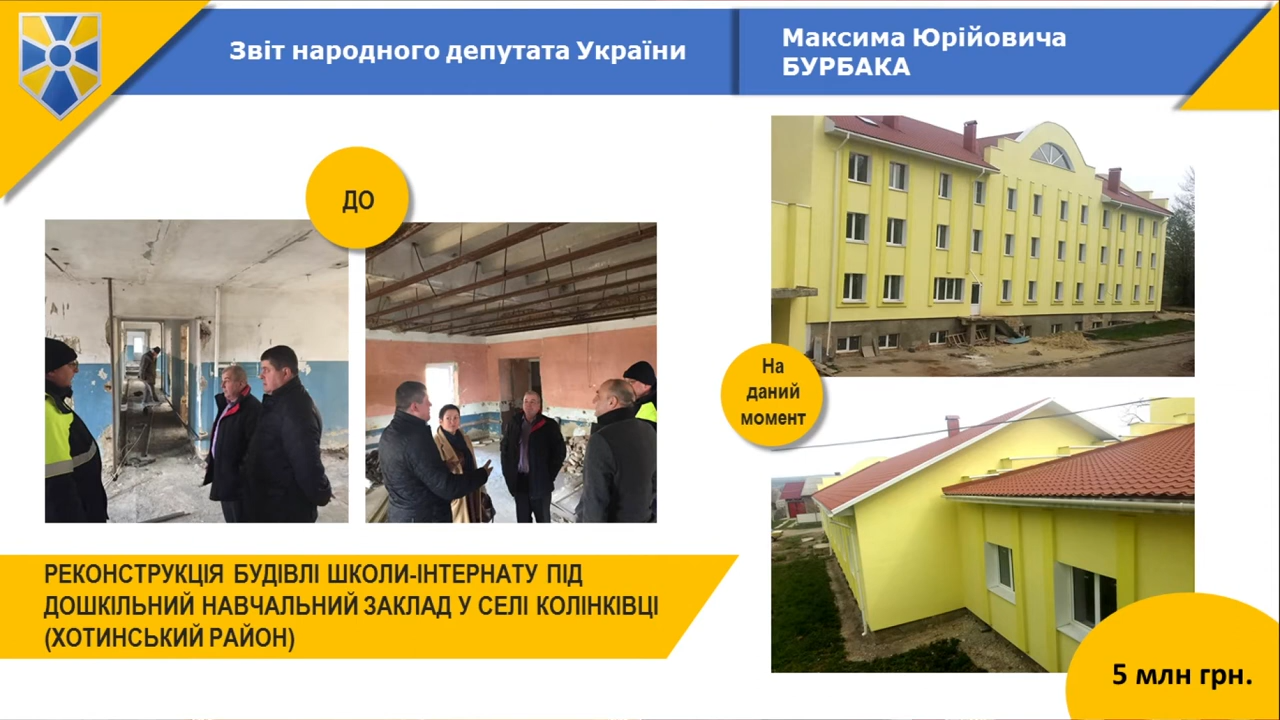 Звіт народного депутата України
Максима Юрійовича
БУРБАКА
ДО
На
даний
момент
РЕКОНСТРУКЦІЯ БУДІВЛІ ШКОЛИ-ІНТЕРНАТУ ПІД
ДОШКІЛЬНИЙ НАВЧАЛЬНИЙ ЗАКЛАД У СЕЛІ КОЛІНКІВЦІ
(ХОТИНСЬКИЙ РАЙОН)
5 млн грн.